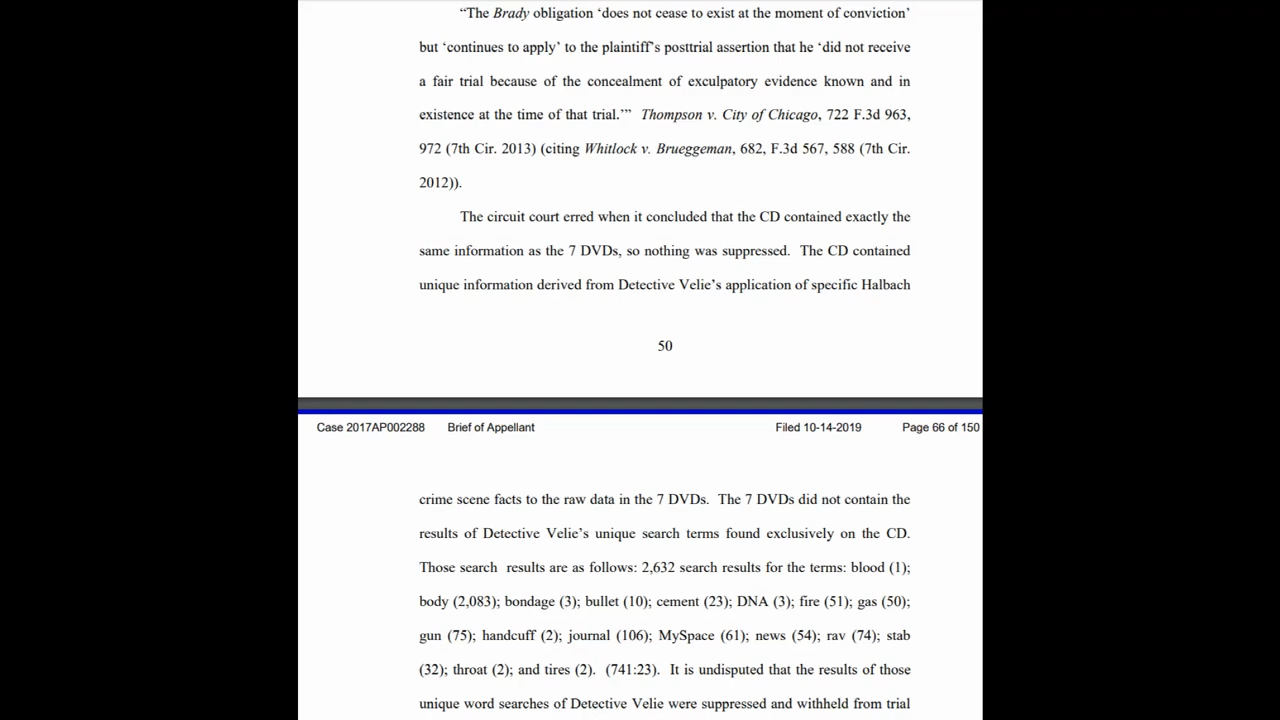 “The Brady obligation ‘does not cease to exist at the moment of conviction’
but ‘continues to apply’ to the plaintiff’s posttrial assertion that he ‘did not receive
a fair trial because of the concealment of exculpatory evidence known and in
existence at the time of that trial.’” Thompson v. City of Chicago, 722 F.3d 963,
972 (7th Cir. 2013) (citing Whitlock v. Brueggeman, 682, F.3d 567, 588 (7th Cir.
2012)).
The circuit court erred when it concluded that the CD contained exactly the
same information as the 7 DVDs, so nothing was suppressed. The CD contained
unique information derived from Detective Velie’s application of specific Halbach
50
Case 2017AP002288 Brief of Appellant Filed 10-14-2019 Page 66 of 150
crime scene facts to the raw data in the 7 DVDs. The 7 DVDs did not contain the
results of Detective Velie’s unique search terms found exclusively on the CD.
Those search results are as follows: 2,632 search results for the terms: blood (1);
body (2,083); bondage (3); bullet (10); cement (23); DNA (3); fire (51); gas (50);
gun (75); handcuff (2); journal (106); MySpace (61); news (54); rav (74); stab
(32); throat (2); and tires (2). (741:23). It is undisputed that the results of those
unique word searches of Detective Velie were suppressed and withheld from trial